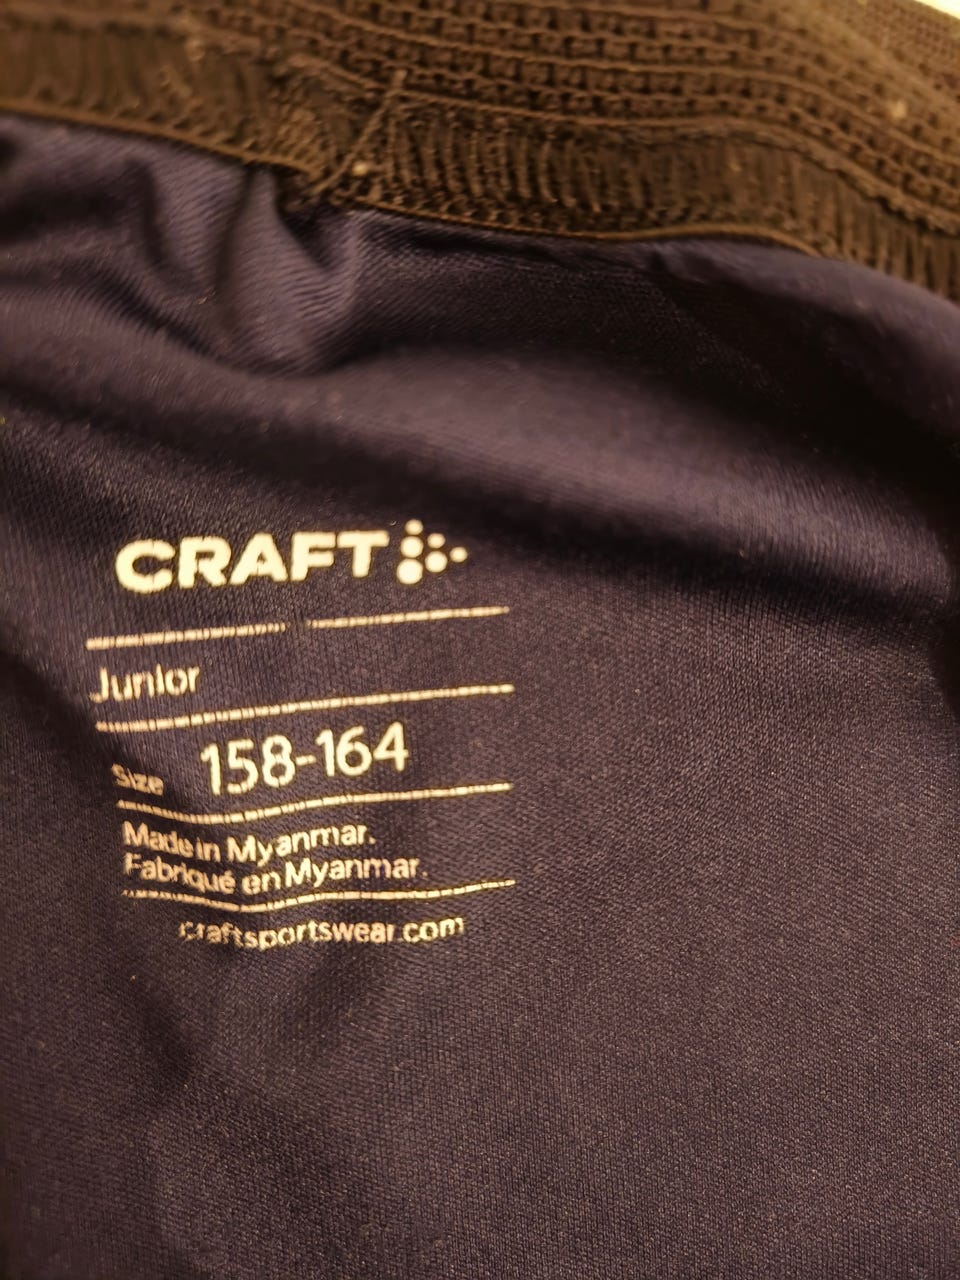 CRAFT
Junior
Size 158-164
Made in Myanmar.
Fabriqué en Myanmar.
craftsportswear.com